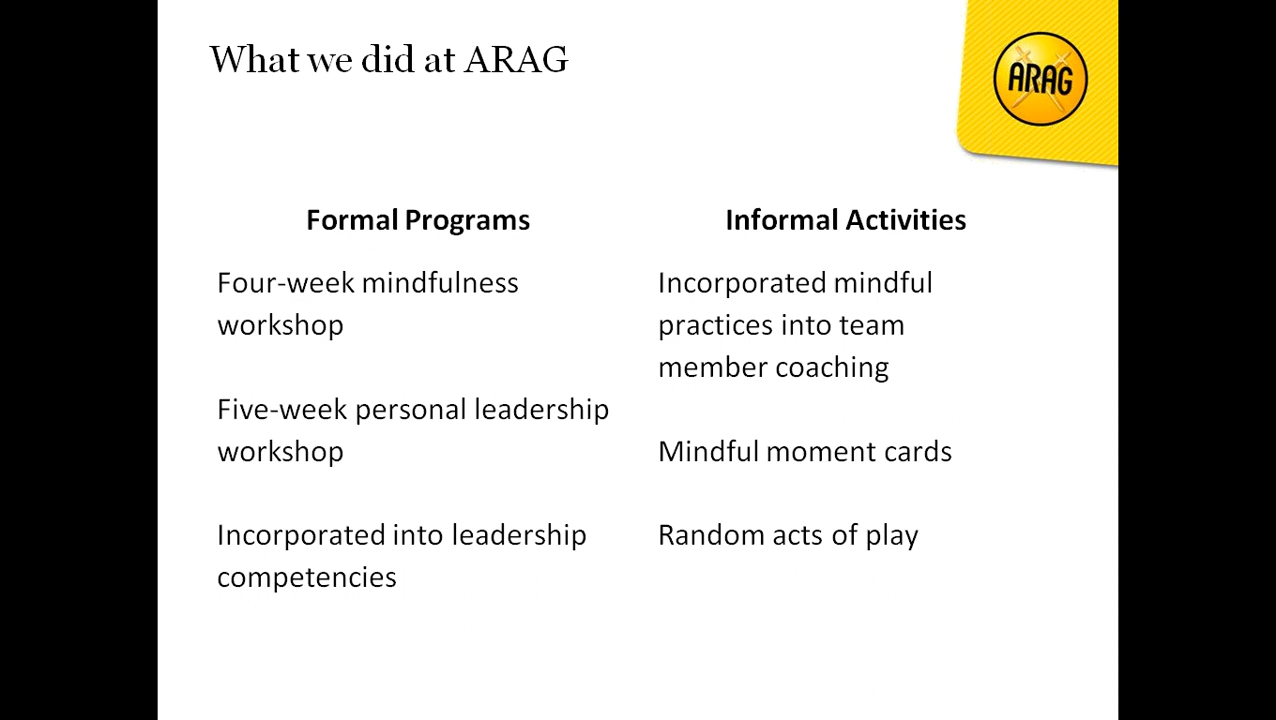 What we did at ARAG
ARAG
Formal Programs
Four-week mindfulness
workshop
Five-week personal leadership
workshop
Incorporated into leadership
competencies
Informal Activities
Incorporated mindful
practices into team
member coaching
Mindful moment cards
Random acts of play